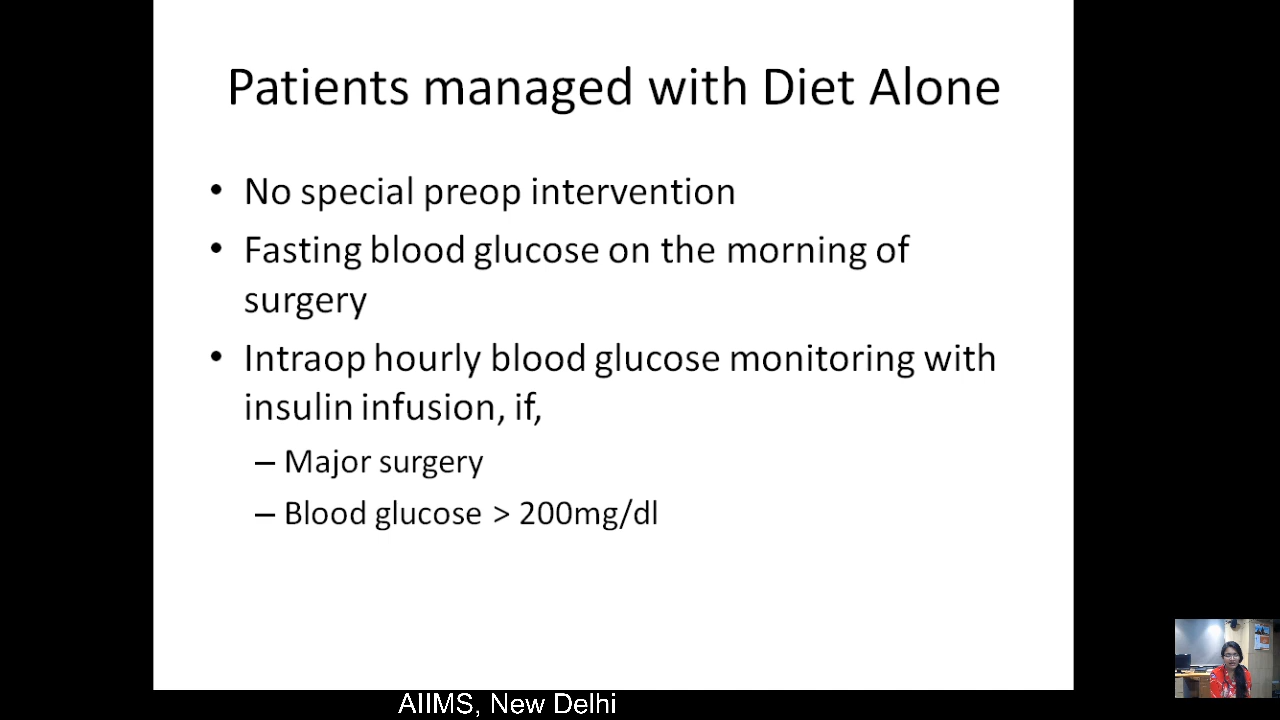 Patients managed with Diet Alone
• No special preop intervention
• Fasting blood glucose on the morning of
surgery
• Intraop hourly blood glucose monitoring with
insulin infusion, if,
– Major surgery
– Blood glucose > 200mg/dl
AIIMS, New Delhi